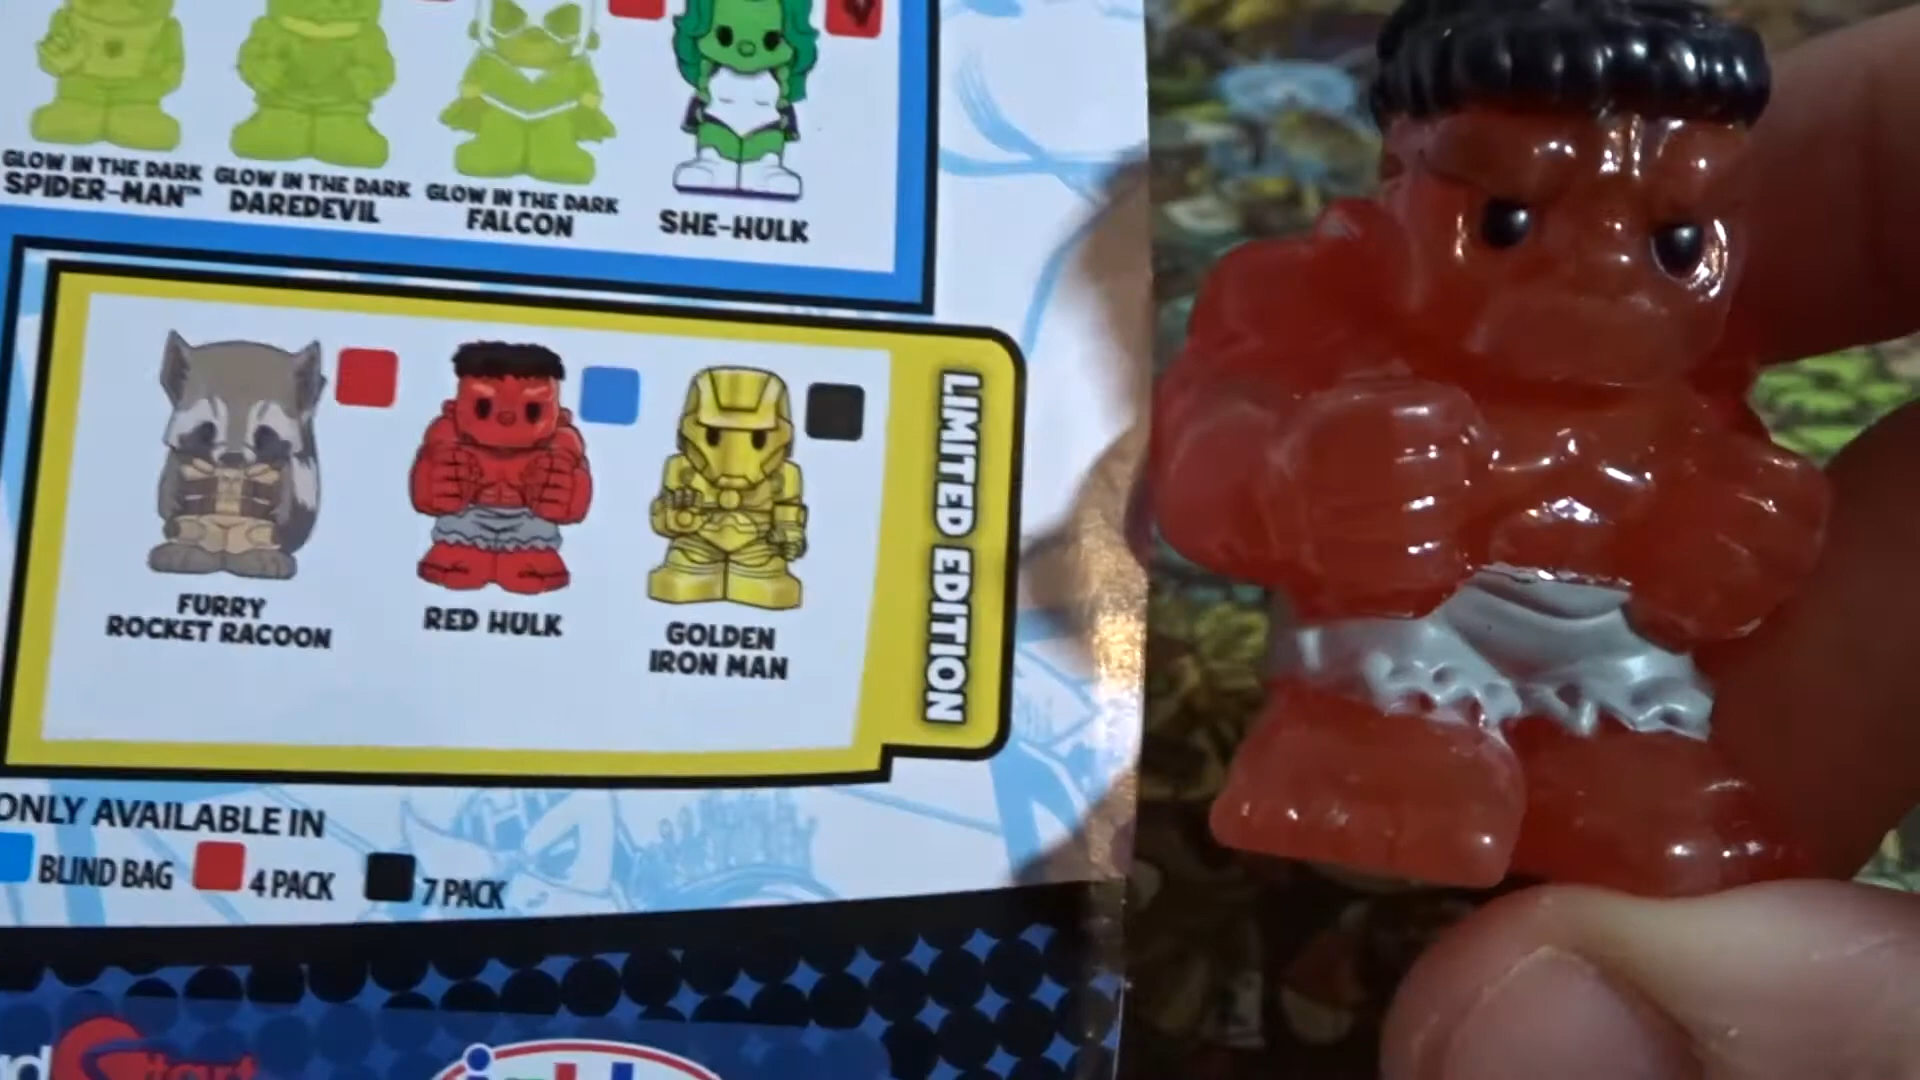 GLOW IN THE DARK
SPIDER-MAN™
GLOW IN THE DARK
DAREDEVIL
GLOW IN THE DARK
FALCON
SHE-HULK
FURRY
ROCKET RACOON
RED HULK
GOLDEN
IRON MAN
LIMITED EDITION
ONLY AVAILABLE IN
BLIND BAG
4 PACK
7 PACK